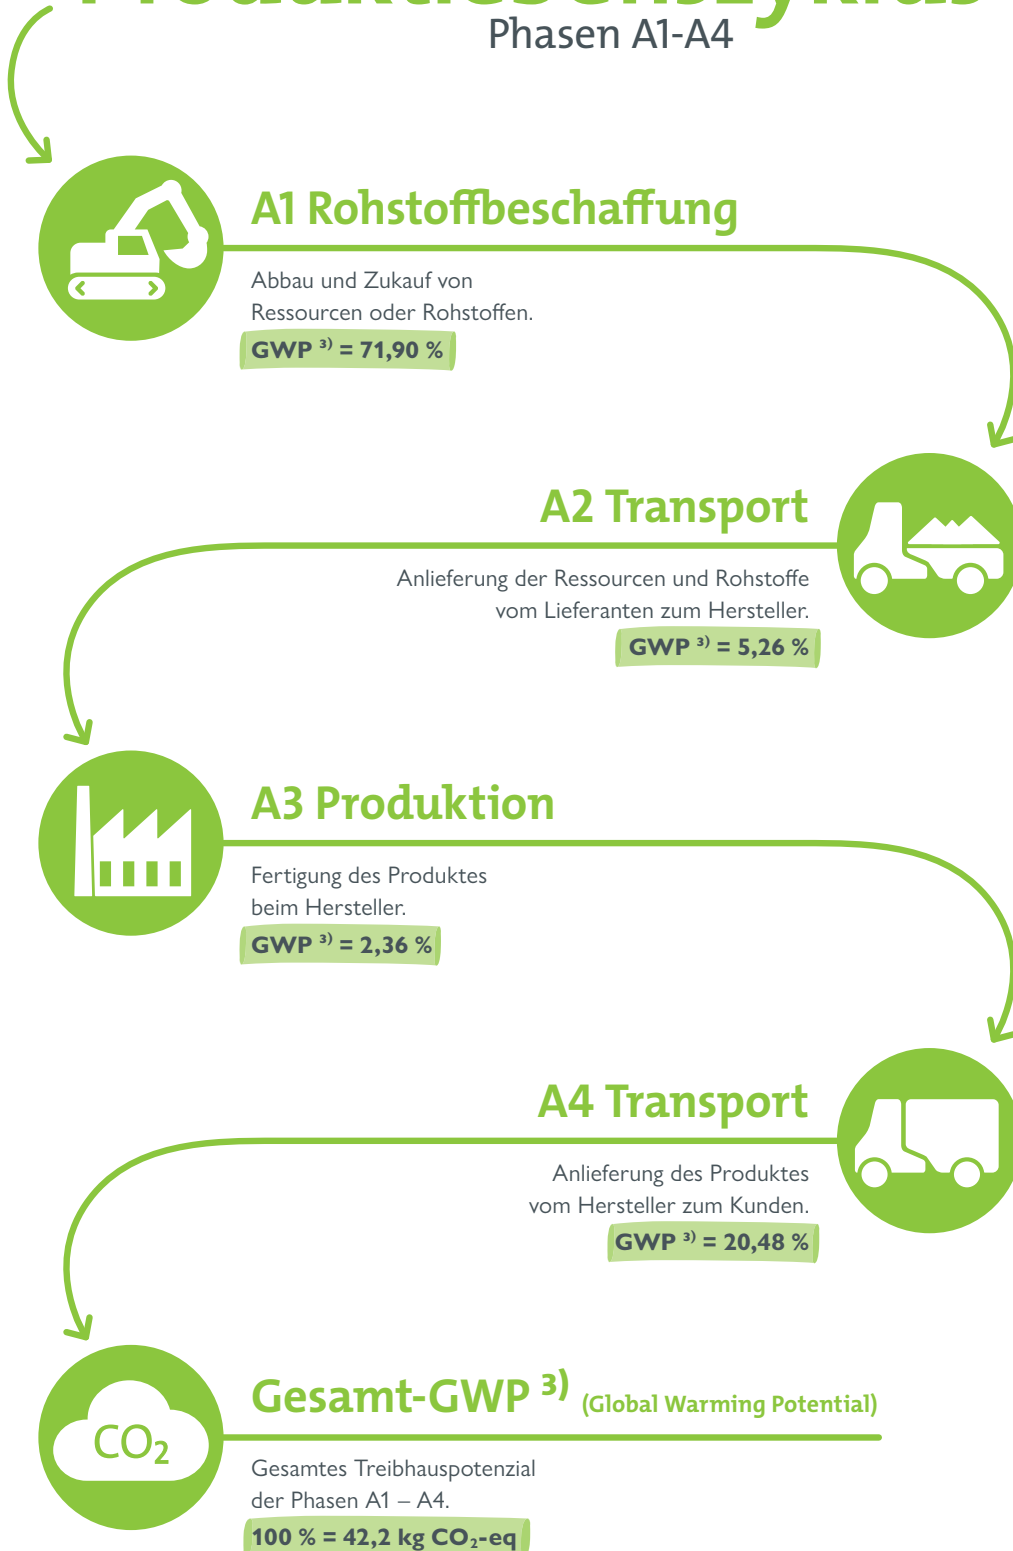 Produktlebenszyklus
Phasen A1-A4
A1 Rohstoffbeschaffung
Abbau und Zukauf von
Ressourcen oder Rohstoffen.
GWP ³⁾ = 71,90 %
A2 Transport
Anlieferung der Ressourcen und Rohstoffe
vom Lieferanten zum Hersteller.
GWP ³⁾ = 5,26 %
A3 Produktion
Fertigung des Produktes
beim Hersteller.
GWP ³⁾ = 2,36 %
A4 Transport
Anlieferung des Produktes
vom Hersteller zum Kunden.
GWP ³⁾ = 20,48 %
CO₂
Gesamt-GWP ³⁾ (Global Warming Potential)
Gesamtes Treibhauspotenzial
der Phasen A1 – A4.
100 % = 42,2 kg CO₂-eq